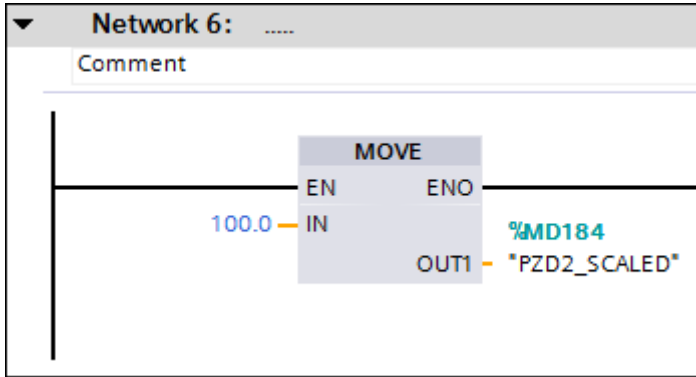 Network 6: .....
Comment
MOVE
EN ENO
100.0 IN
%MD184
OUT1 "PZD2_SCALED"